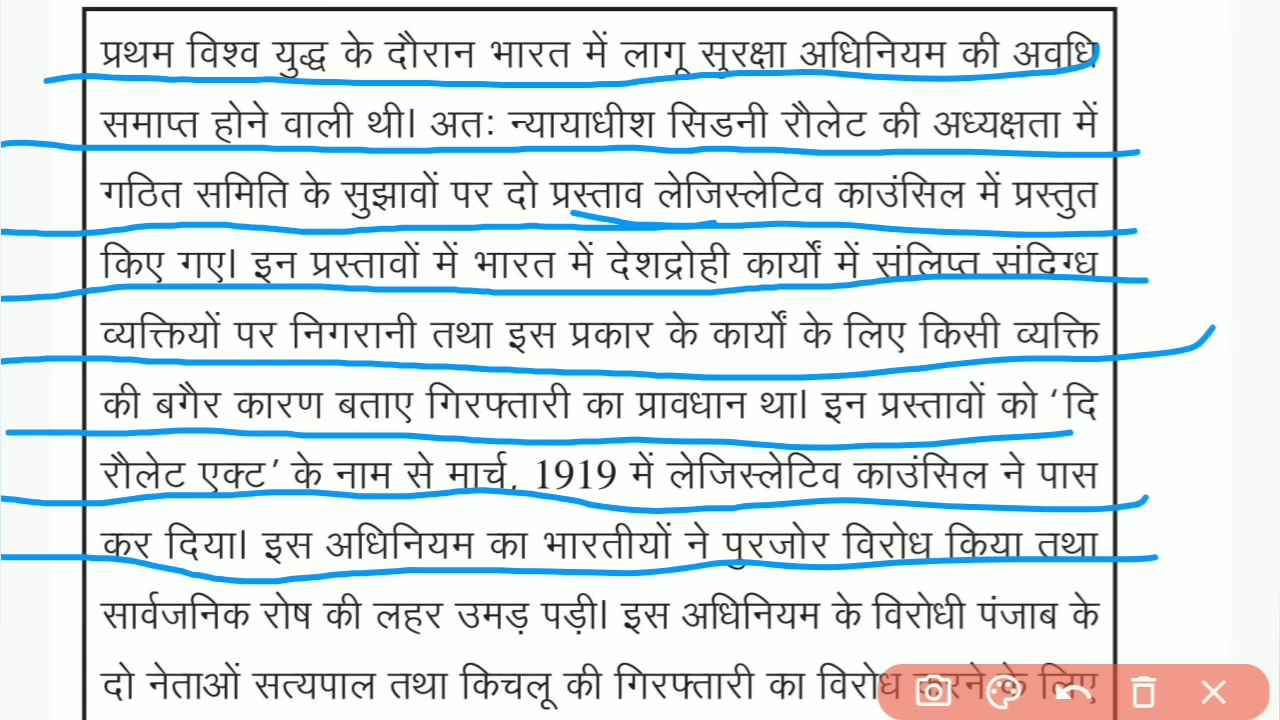 प्रथम विश्व युद्ध के दौरान भारत में लागू सुरक्षा अधिनियम की अवधि
समाप्त होने वाली थी। अतः न्यायाधीश सिडनी रौलेट की अध्यक्षता में
गठित समिति के सुझावों पर दो प्रस्ताव लेजिस्लेटिव काउंसिल में प्रस्तुत
किए गए। इन प्रस्तावों में भारत में देशद्रोही कार्यों में संलिप्त संदिग्ध
व्यक्तियों पर निगरानी तथा इस प्रकार के कार्यों के लिए किसी व्यक्ति
की बगैर कारण बताए गिरफ्तारी का प्रावधान था। इन प्रस्तावों को ‘दि
रौलेट एक्ट’ के नाम से मार्च, 1919 में लेजिस्लेटिव काउंसिल ने पास
कर दिया। इस अधिनियम का भारतीयों ने पुरजोर विरोध किया तथा
सार्वजनिक रोष की लहर उमड़ पड़ी। इस अधिनियम के विरोधी पंजाब के
दो नेताओं सत्यपाल तथा किचलू की गिरफ्तारी का विरोध करने के लिए